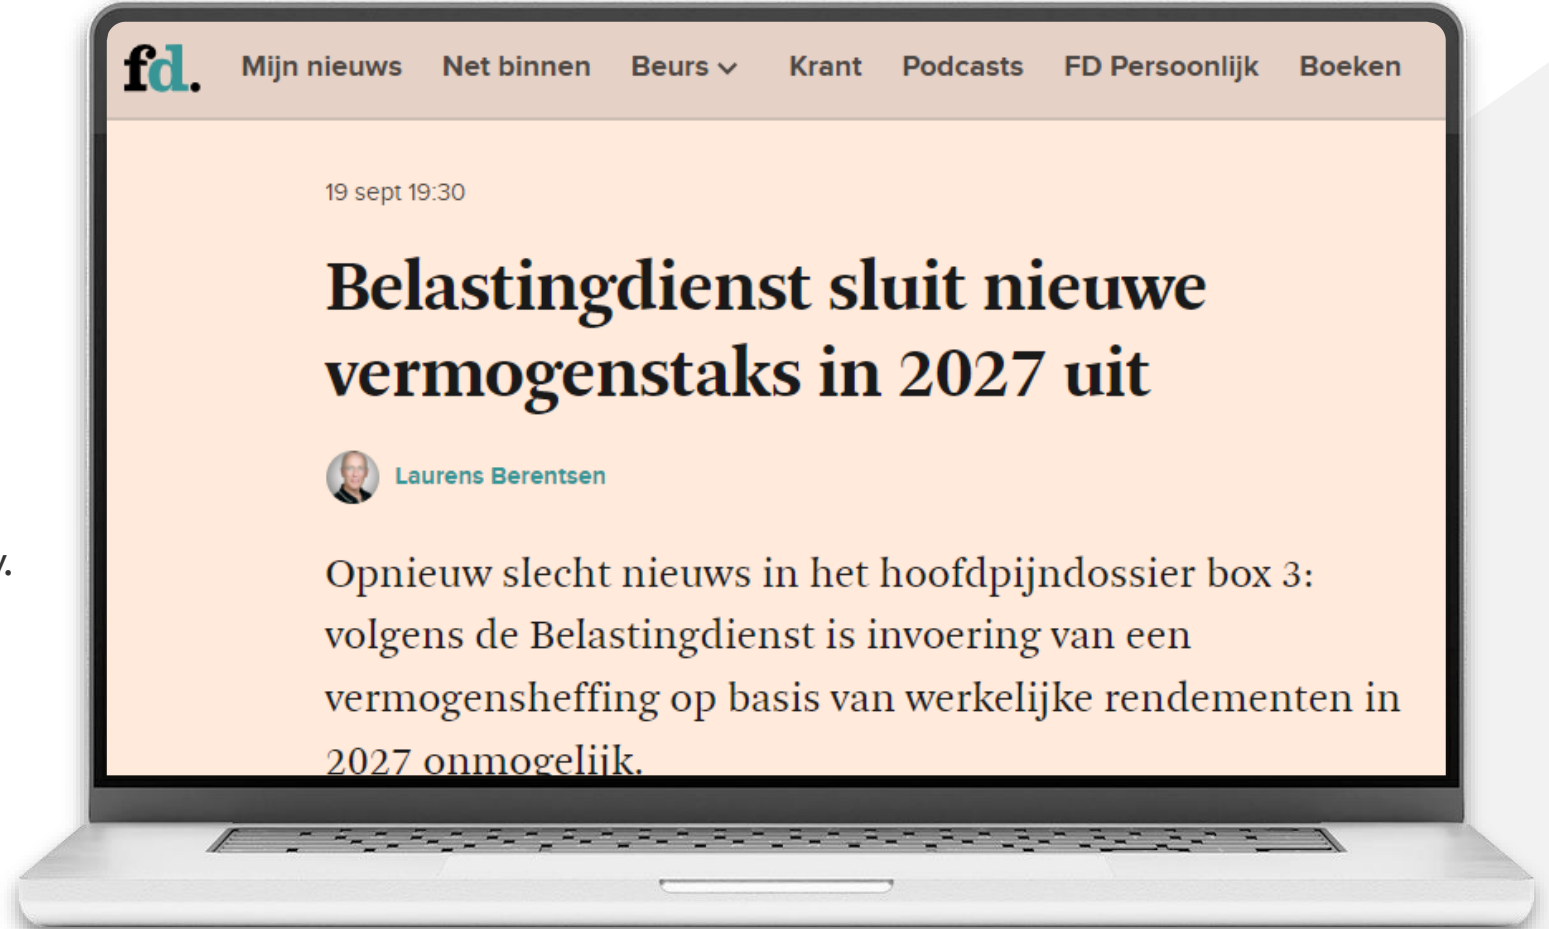 fd. Mijn nieuws Net binnen Beurs Krant Podcasts FD Persoonlijk Boeken
19 sept 19:30
Belastingdienst sluit nieuwe
vermogenstaks in 2027 uit
Laurens Berentsen
Opnieuw slecht nieuws in het hoofdpijndossier box 3:
volgens de Belastingdienst is invoering van een
vermogensheffing op basis van werkelijke rendementen in
2027 onmogelijk.